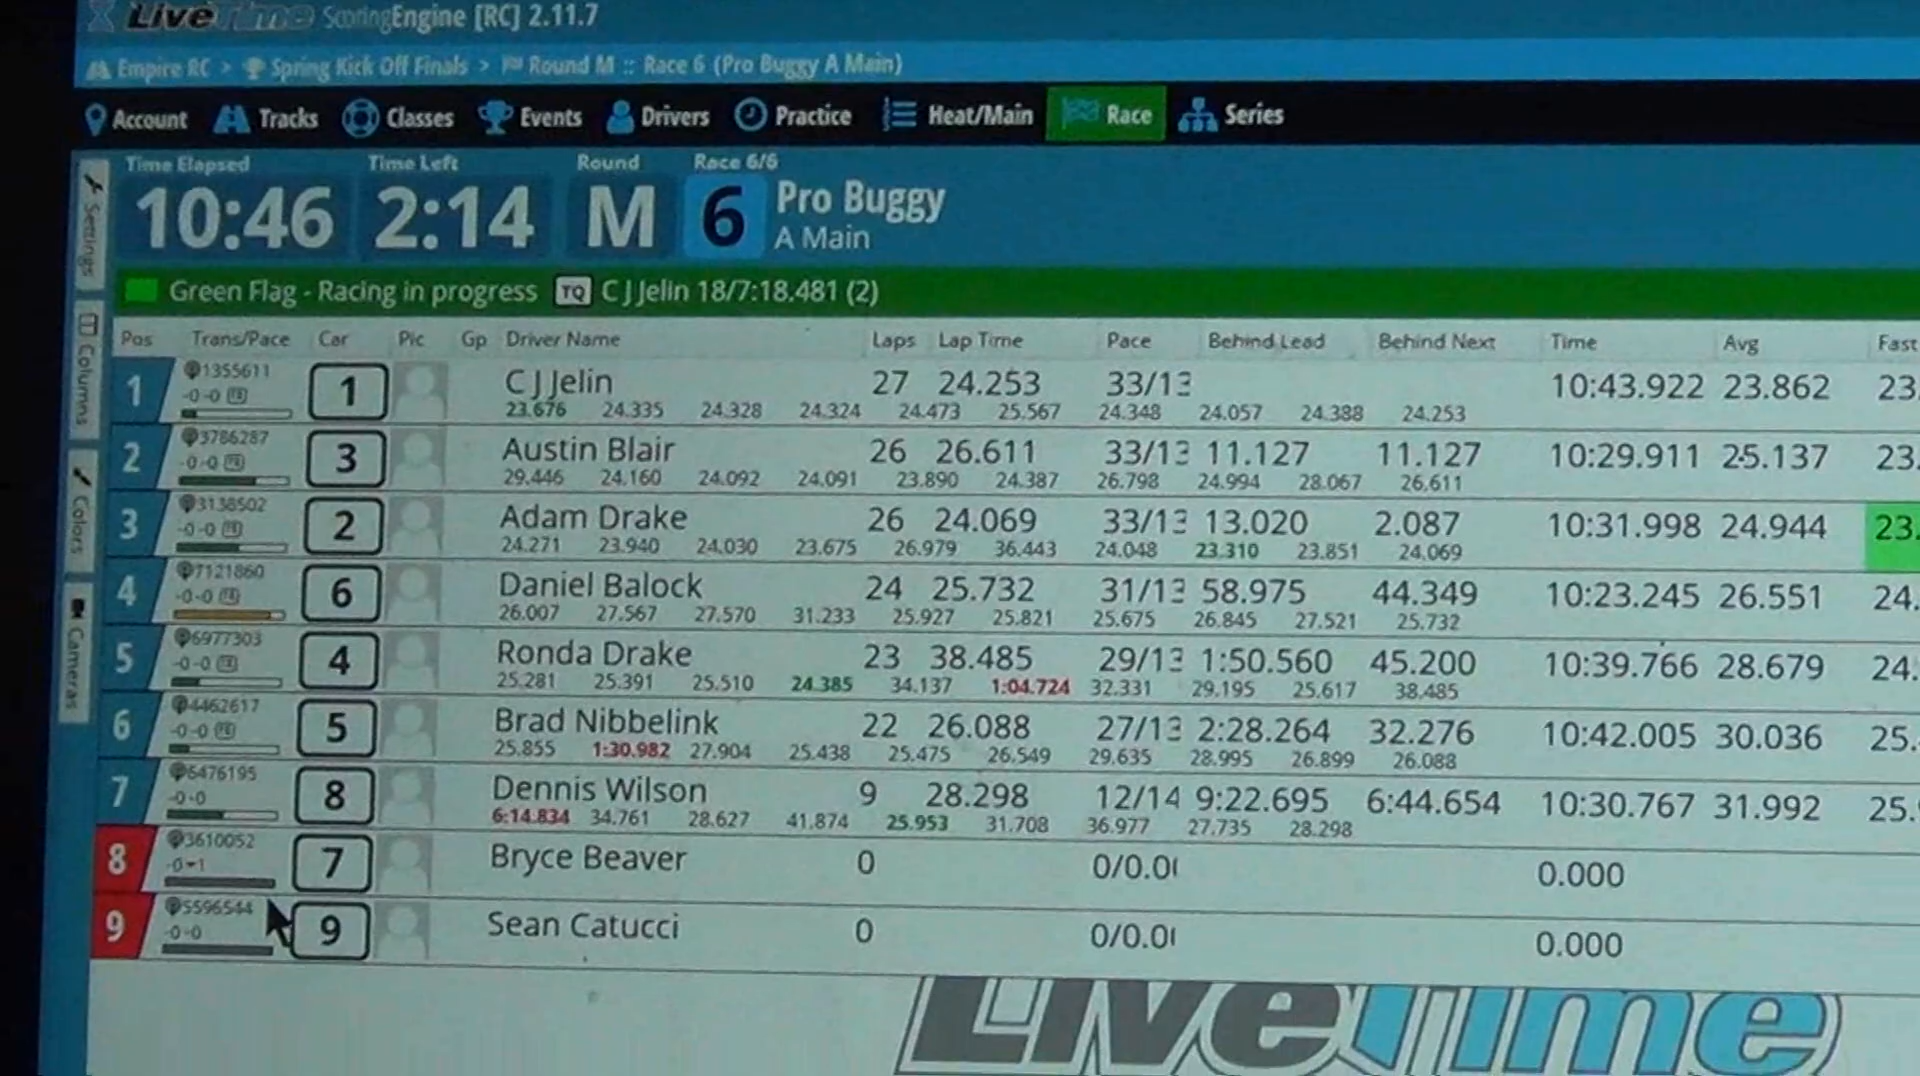 LiveTime ScoringEngine [RC] 2.11.7
Empire RC > Spring Kick Off Finals > Round M :: Race 6 (Pro Buggy A Main)
Account Tracks Classes Events Drivers Practice Heat/Main Race Series
Time Elapsed Time Left Round Race 6/6
10:46 2:14 M 6 Pro Buggy
A Main
Settings
Columns
Colors
Cameras
Green Flag - Racing in progress TQ C J Jelin 18/7:18.481 (2)
Pos Trans/Pace Car Pic Gp Driver Name Laps Lap Time Pace Behind Lead Behind Next Time Avg Fast
1 1355611 -0-0 1 C J Jelin 27 24.253 33/13 10:43.922 23.862 23.
23.676 24.335 24.328 24.324 24.473 25.567 24.348 24.057 24.388 24.253
2 3786287 -0-0 3 Austin Blair 26 26.611 33/13 11.127 11.127 10:29.911 25.137 23.
29.446 24.160 24.092 24.091 23.890 24.387 26.798 24.994 28.067 26.611
3 3138502 -0-0 2 Adam Drake 26 24.069 33/13 13.020 2.087 10:31.998 24.944 23.
24.271 23.940 24.030 23.675 26.979 36.443 24.048 23.310 23.851 24.069
4 7121860 -0-0 6 Daniel Balock 24 25.732 31/13 58.975 44.349 10:23.245 26.551 24.
26.007 27.567 27.570 31.233 25.927 25.821 25.675 26.845 27.521 25.732
5 6977303 -0-0 4 Ronda Drake 23 38.485 29/13 1:50.560 45.200 10:39.766 28.679 24.
25.281 25.391 25.510 24.385 34.137 1:04.724 32.331 29.195 25.617 38.485
6 4462617 -0-0 5 Brad Nibbelink 22 26.088 27/13 2:28.264 32.276 10:42.005 30.036 25.
25.855 1:30.982 27.904 25.438 25.475 26.549 29.635 28.995 26.899 26.088
7 6476195 -0-0 8 Dennis Wilson 9 28.298 12/14 9:22.695 6:44.654 10:30.767 31.992 25.
6:14.834 34.761 28.627 41.874 25.953 31.708 36.977 27.735 28.298
8 3610052 -0 1 7 Bryce Beaver 0 0/0.0 0.000
9 5596544 -0-0 9 Sean Catucci 0 0/0.0 0.000
LiveTime